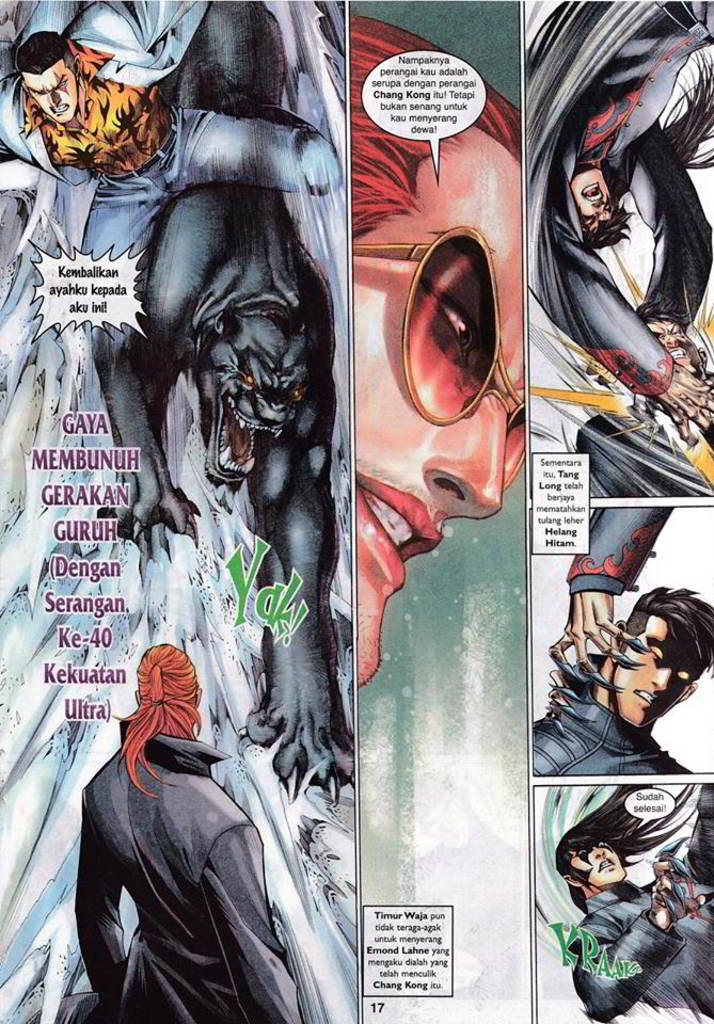 Kembalikan
ayahku kepada
aku ini!
GAYA
MEMBUNUH
GERAKAN
GURUH
(Dengan
Serangan
Ke-40
Kekuatan
Ultra)
Yak!!
Nampaknya
perangai kau adalah
serupa dengan perangai
Chang Kong itu! Tetapi
bukan senang untuk
kau menyerang
dewa!
Timur Waja pun
tidak teraga-agak
untuk menyerang
Emond Lahne yang
mengaku dialah yang
telah menculik
Chang Kong itu.
17
Sementara
itu, Tang
Long telah
berjaya
mematahkan
tulang leher
Helang
Hitam.
Sudah
selesai!
KRAAK